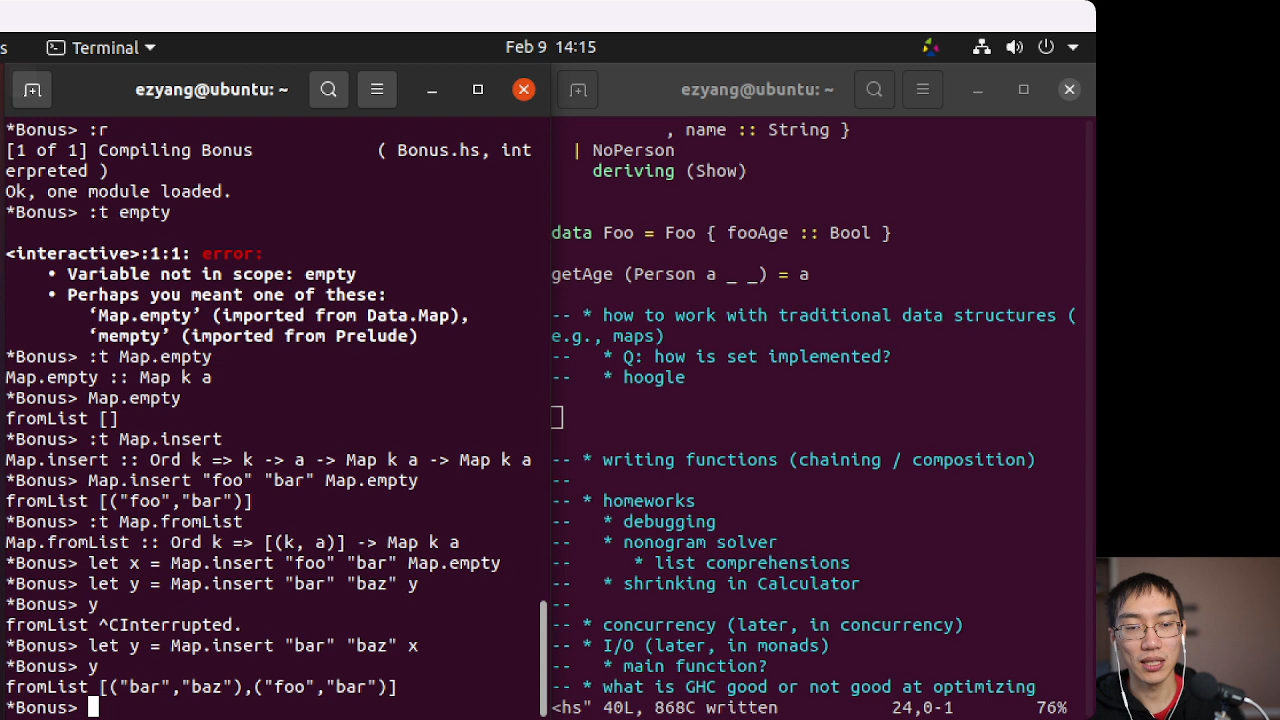 s Terminal Feb 9 14:15
ezyang@ubuntu: ~
*Bonus> :r
[1 of 1] Compiling Bonus ( Bonus.hs, int
erpreted )
Ok, one module loaded.
*Bonus> :t empty
<interactive>:1:1: error:
• Variable not in scope: empty
• Perhaps you meant one of these:
‘Map.empty’ (imported from Data.Map),
‘mempty’ (imported from Prelude)
*Bonus> :t Map.empty
Map.empty :: Map k a
*Bonus> Map.empty
fromList []
*Bonus> :t Map.insert
Map.insert :: Ord k => k -> a -> Map k a -> Map k a
*Bonus> Map.insert "foo" "bar" Map.empty
fromList [("foo","bar")]
*Bonus> :t Map.fromList
Map.fromList :: Ord k => [(k, a)] -> Map k a
*Bonus> let x = Map.insert "foo" "bar" Map.empty
*Bonus> let y = Map.insert "bar" "baz" y
*Bonus> y
fromList ^CInterrupted.
*Bonus> let y = Map.insert "bar" "baz" x
*Bonus> y
fromList [("bar","baz"),("foo","bar")]
*Bonus>
ezyang@ubuntu: ~
, name :: String }
| NoPerson
deriving (Show)
data Foo = Foo { fooAge :: Bool }
getAge (Person a _ _) = a
-- * how to work with traditional data structures (
e.g., maps)
-- * Q: how is set implemented?
-- * hoogle
-- * writing functions (chaining / composition)
--
-- * homeworks
-- * debugging
-- * nonogram solver
-- * list comprehensions
-- * shrinking in Calculator
--
-- * concurrency (later, in concurrency)
-- * I/O (later, in monads)
-- * main function?
-- * what is GHC good or not good at optimizing
<hs" 40L, 868C written 24,0-1 76%